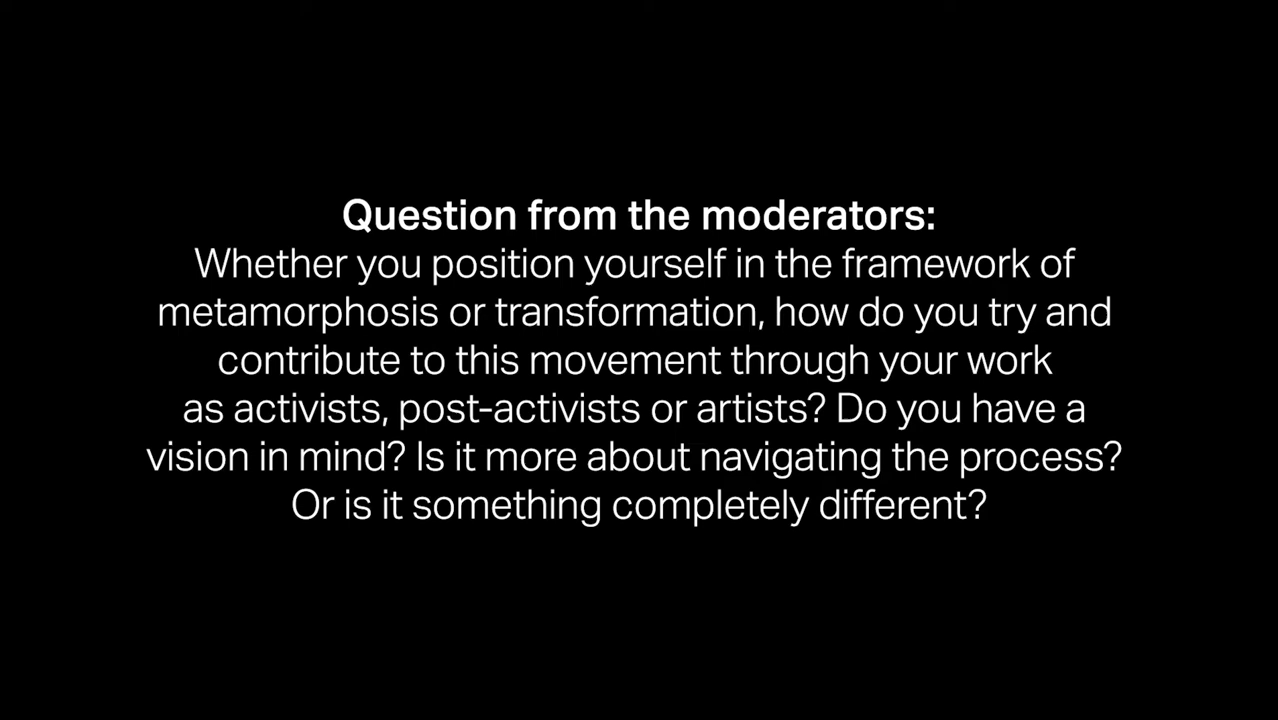 Question from the moderators:
Whether you position yourself in the framework of
metamorphosis or transformation, how do you try and
contribute to this movement through your work
as activists, post-activists or artists? Do you have a
vision in mind? Is it more about navigating the process?
Or is it something completely different?